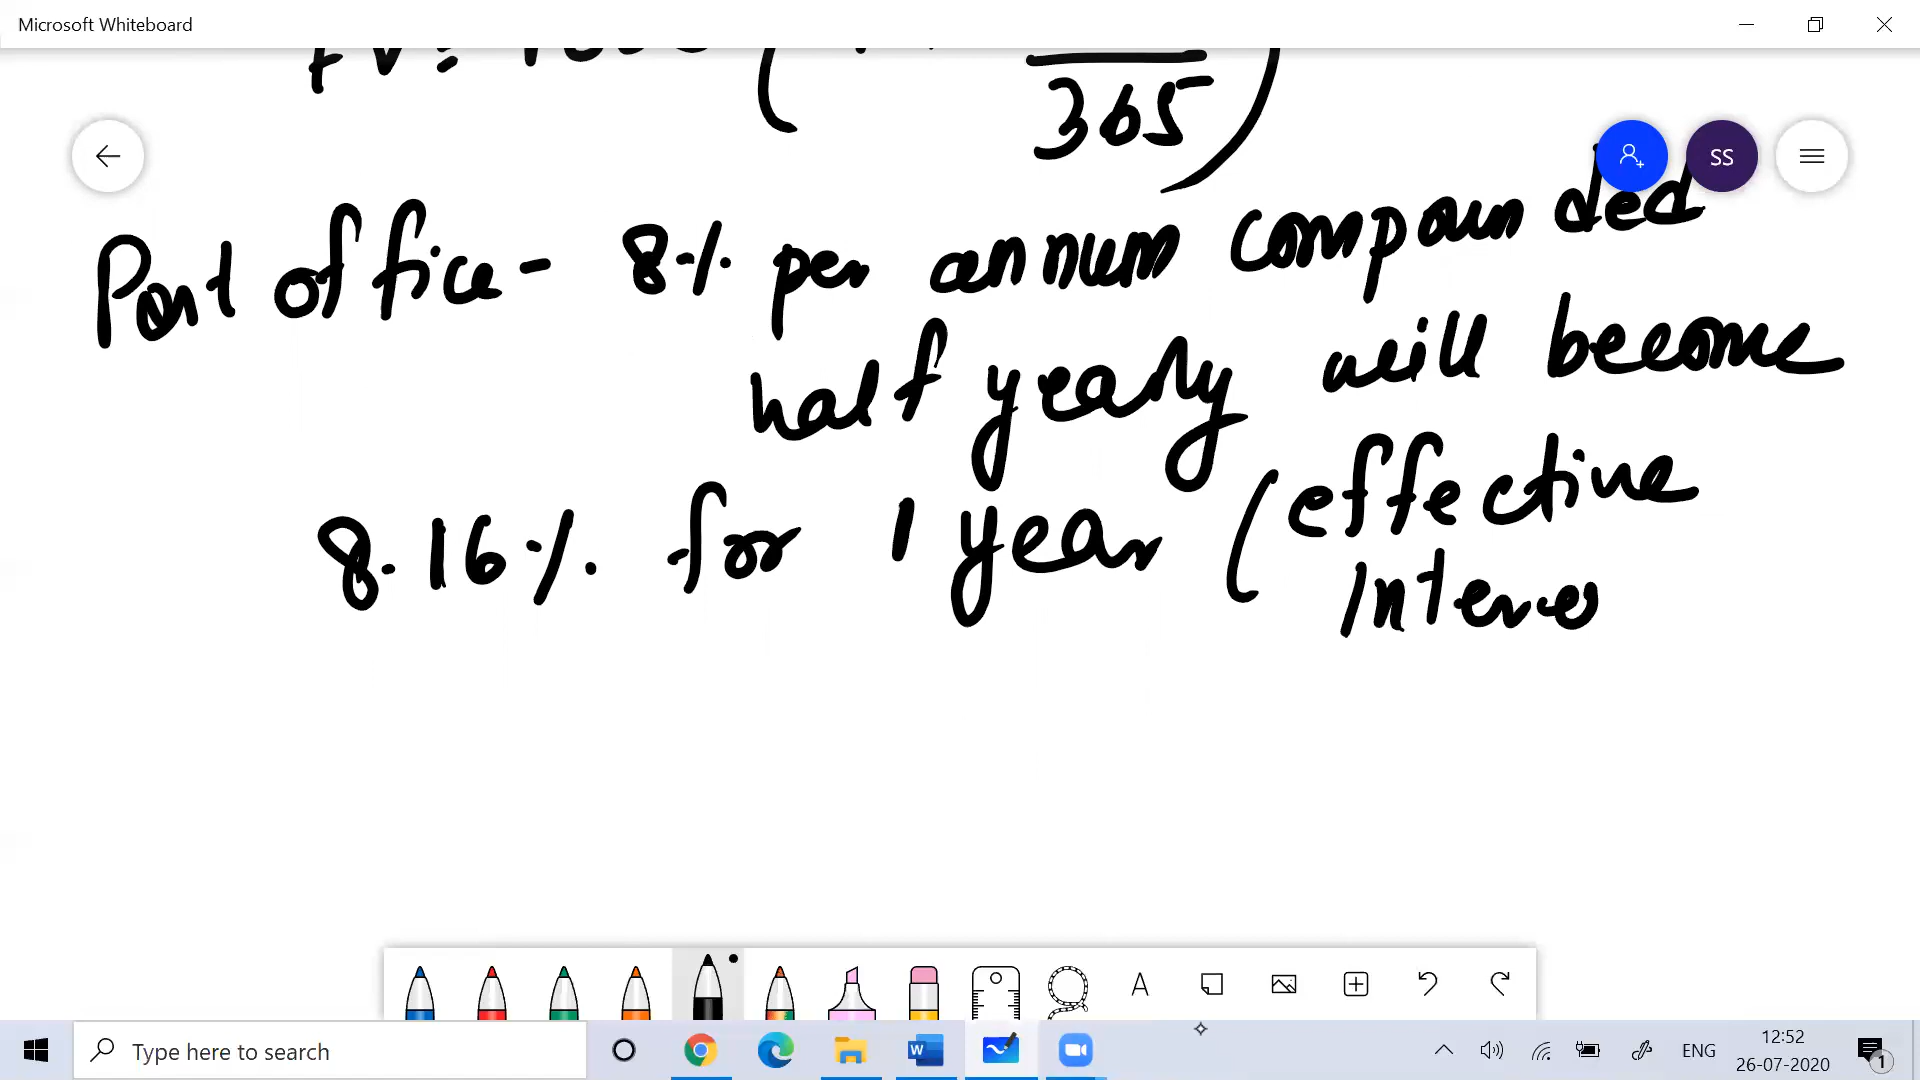 Microsoft Whiteboard
365
SS
Post office - 8% per annum compounded
half yearly will become
8.16% for 1 year (effective
Interes
A
Type here to search
ENG
12:52
26-07-2020
1